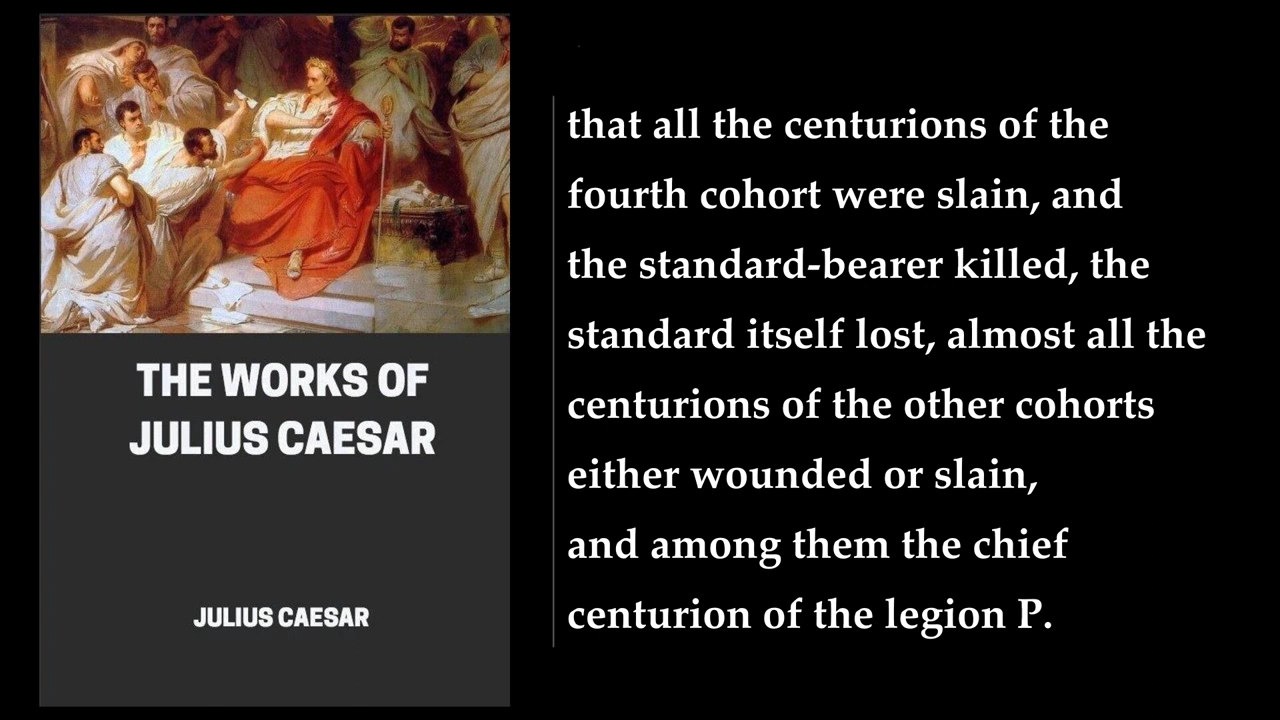 THE WORKS OF
JULIUS CAESAR
JULIUS CAESAR
that all the centurions of the
fourth cohort were slain, and
the standard-bearer killed, the
standard itself lost, almost all the
centurions of the other cohorts
either wounded or slain,
and among them the chief
centurion of the legion P.